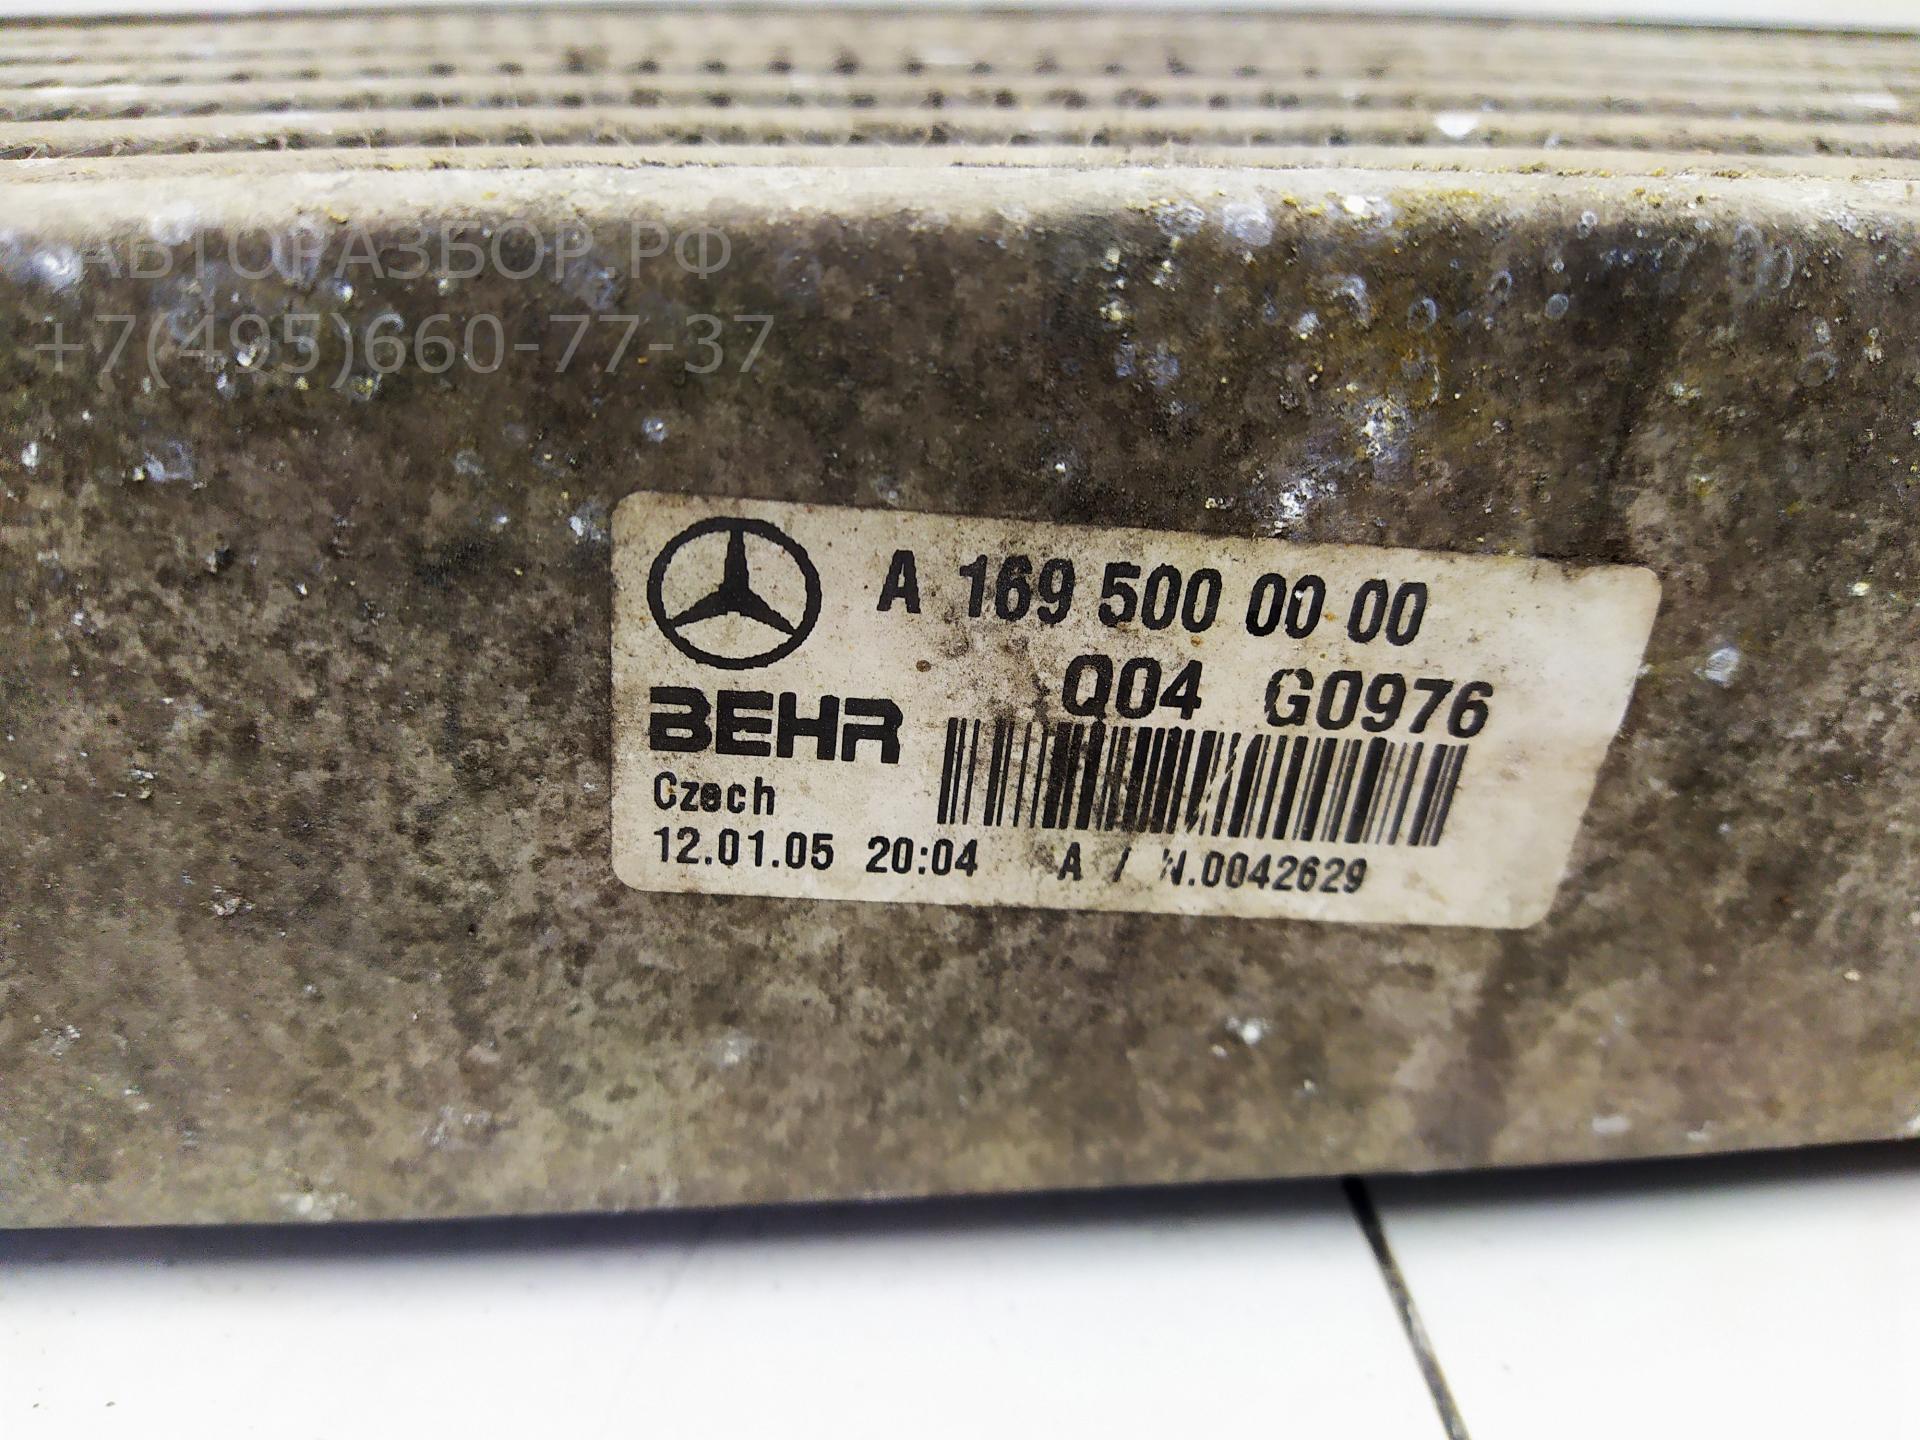 АВТОРАЗБОР.РФ
+7(495)660-77-37
A 169 500 00 00
Q04 G0976
BEHR
Czech
12.01.05 20:04 A / N.0042629